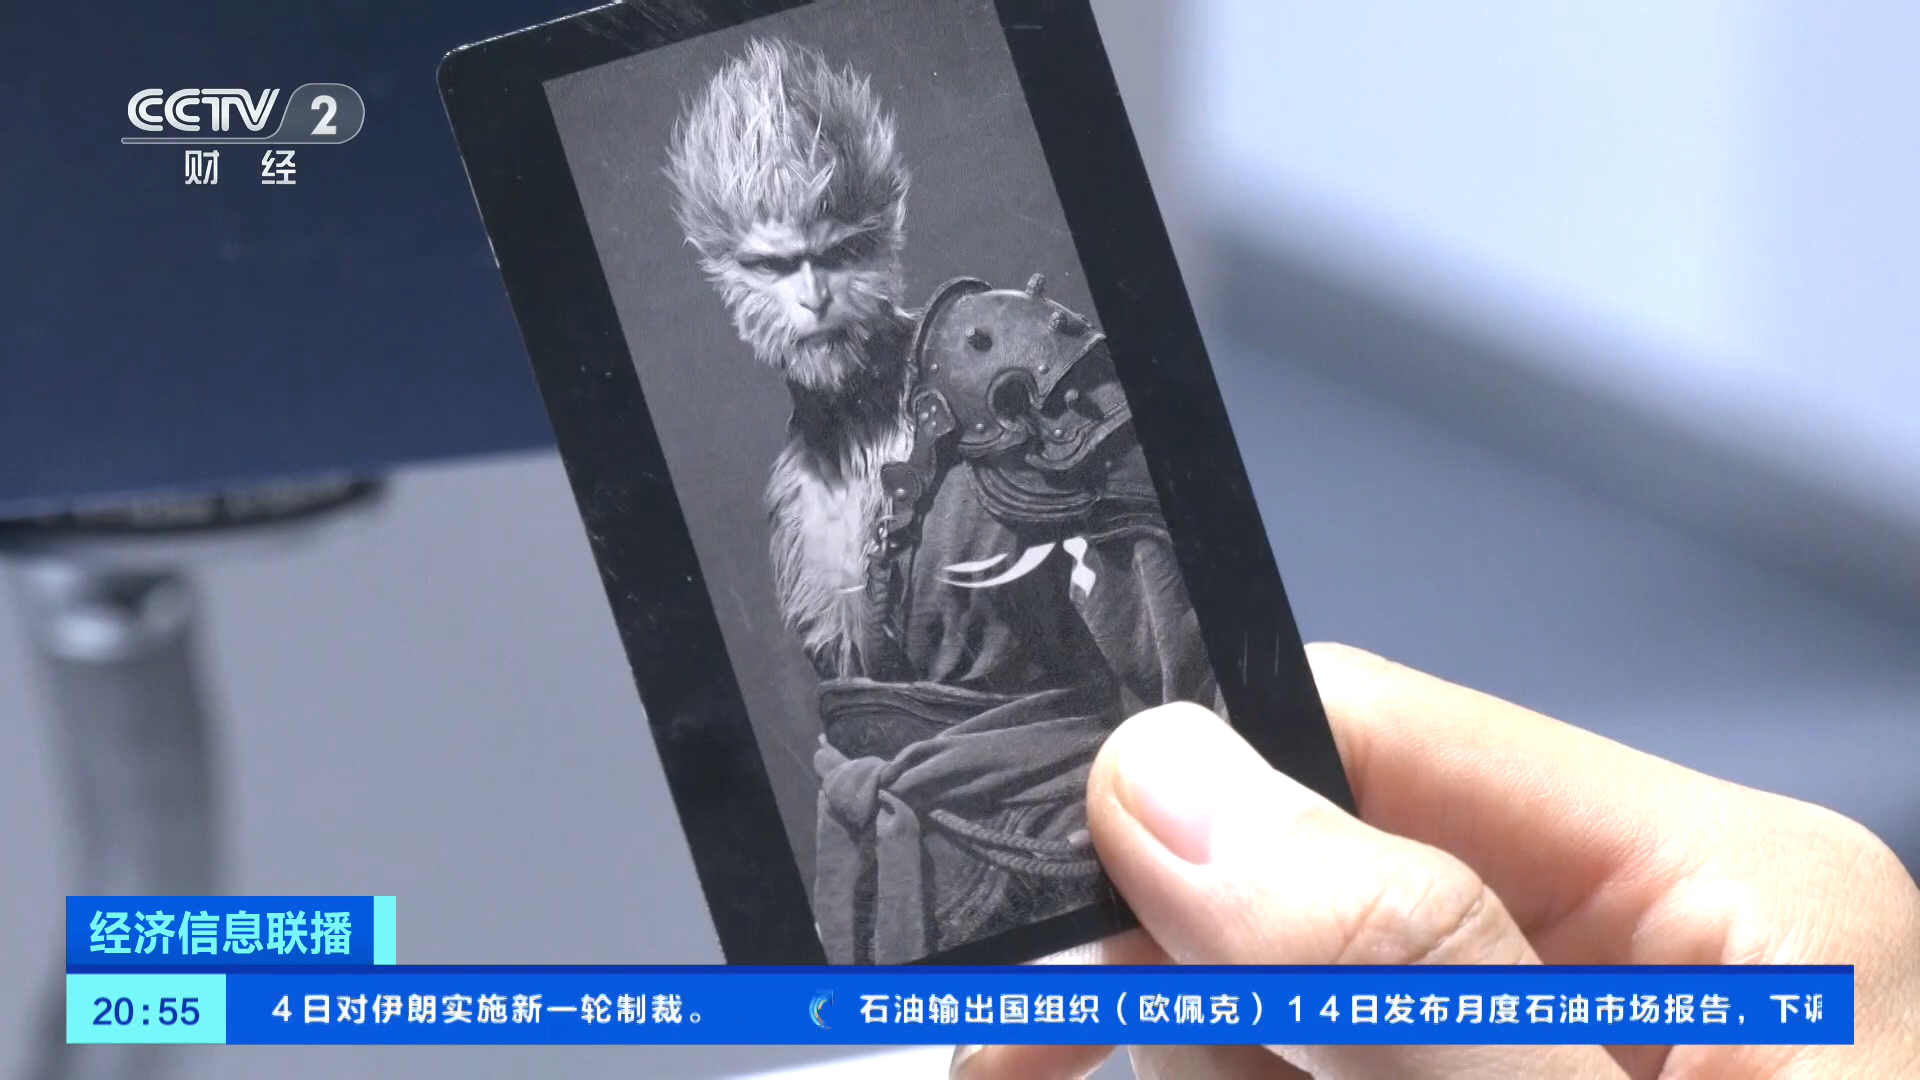 CCTV 2
财 经
经济信息联播
20:55
4日对伊朗实施新一轮制裁。 石油输出国组织（欧佩克）14日发布月度石油市场报告，下调